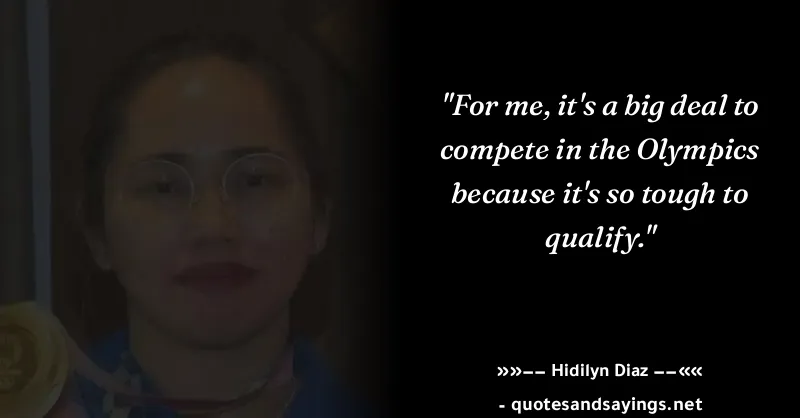 "For me, it's a big deal to
compete in the Olympics
because it's so tough to
qualify."
»»−− Hidilyn Diaz −−««
- quotesandsayings.net